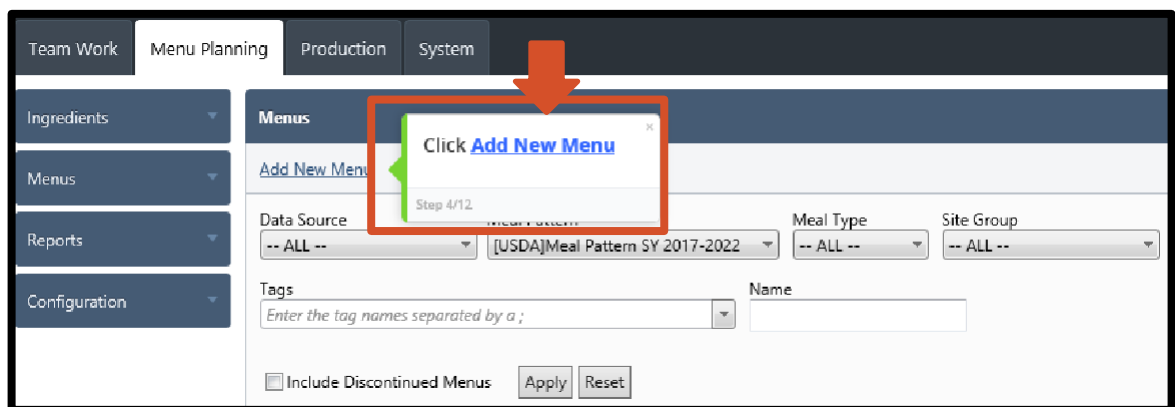 Team Work Menu Planning Production System
Ingredients
Menus
Reports
Configuration
Menus
Click Add New Menu
×
Step 4/12
Add New Menu
Data Source Meal Pattern Meal Type Site Group
-- ALL -- [USDA]Meal Pattern SY 2017-2022 -- ALL -- -- ALL --
Tags Name
Enter the tag names separated by a ;
Include Discontinued Menus Apply Reset